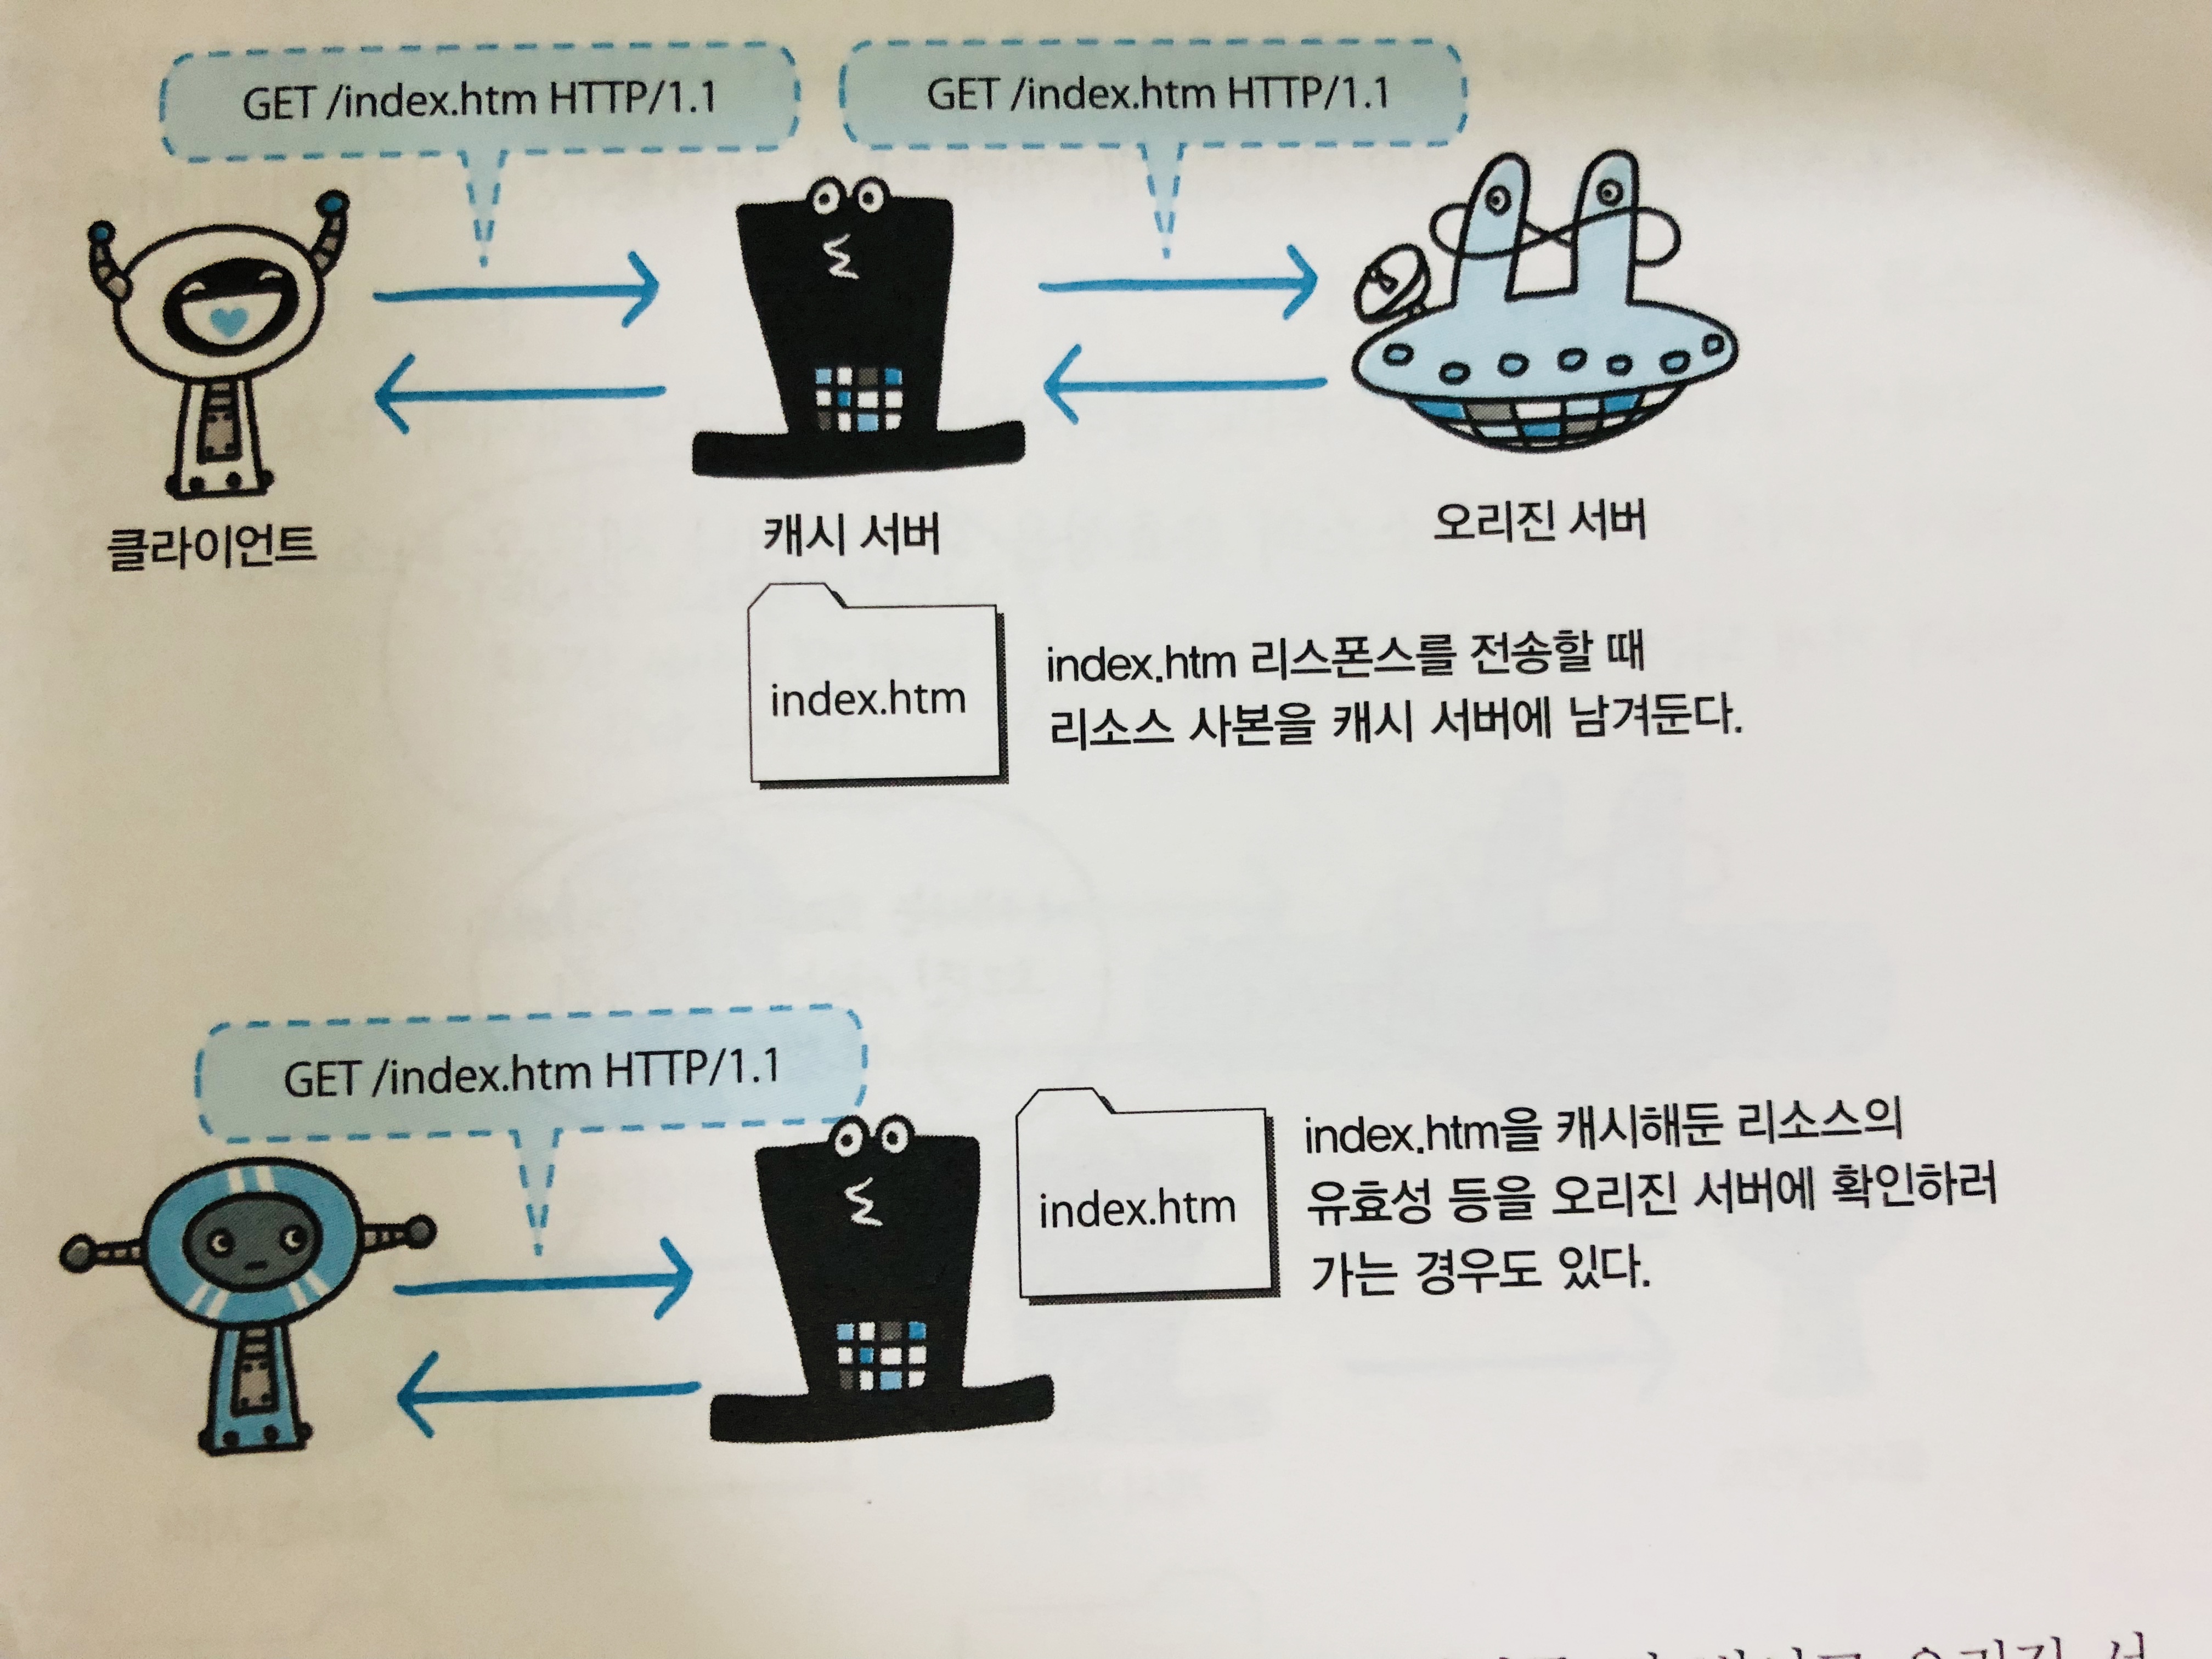 GET /index.htm HTTP/1.1
GET /index.htm HTTP/1.1
클라이언트
캐시 서버
오리진 서버
index.htm
index.htm 리스폰스를 전송할 때
리소스 사본을 캐시 서버에 남겨둔다.
GET /index.htm HTTP/1.1
index.htm
index.htm을 캐시해둔 리소스의
유효성 등을 오리진 서버에 확인하러
가는 경우도 있다.